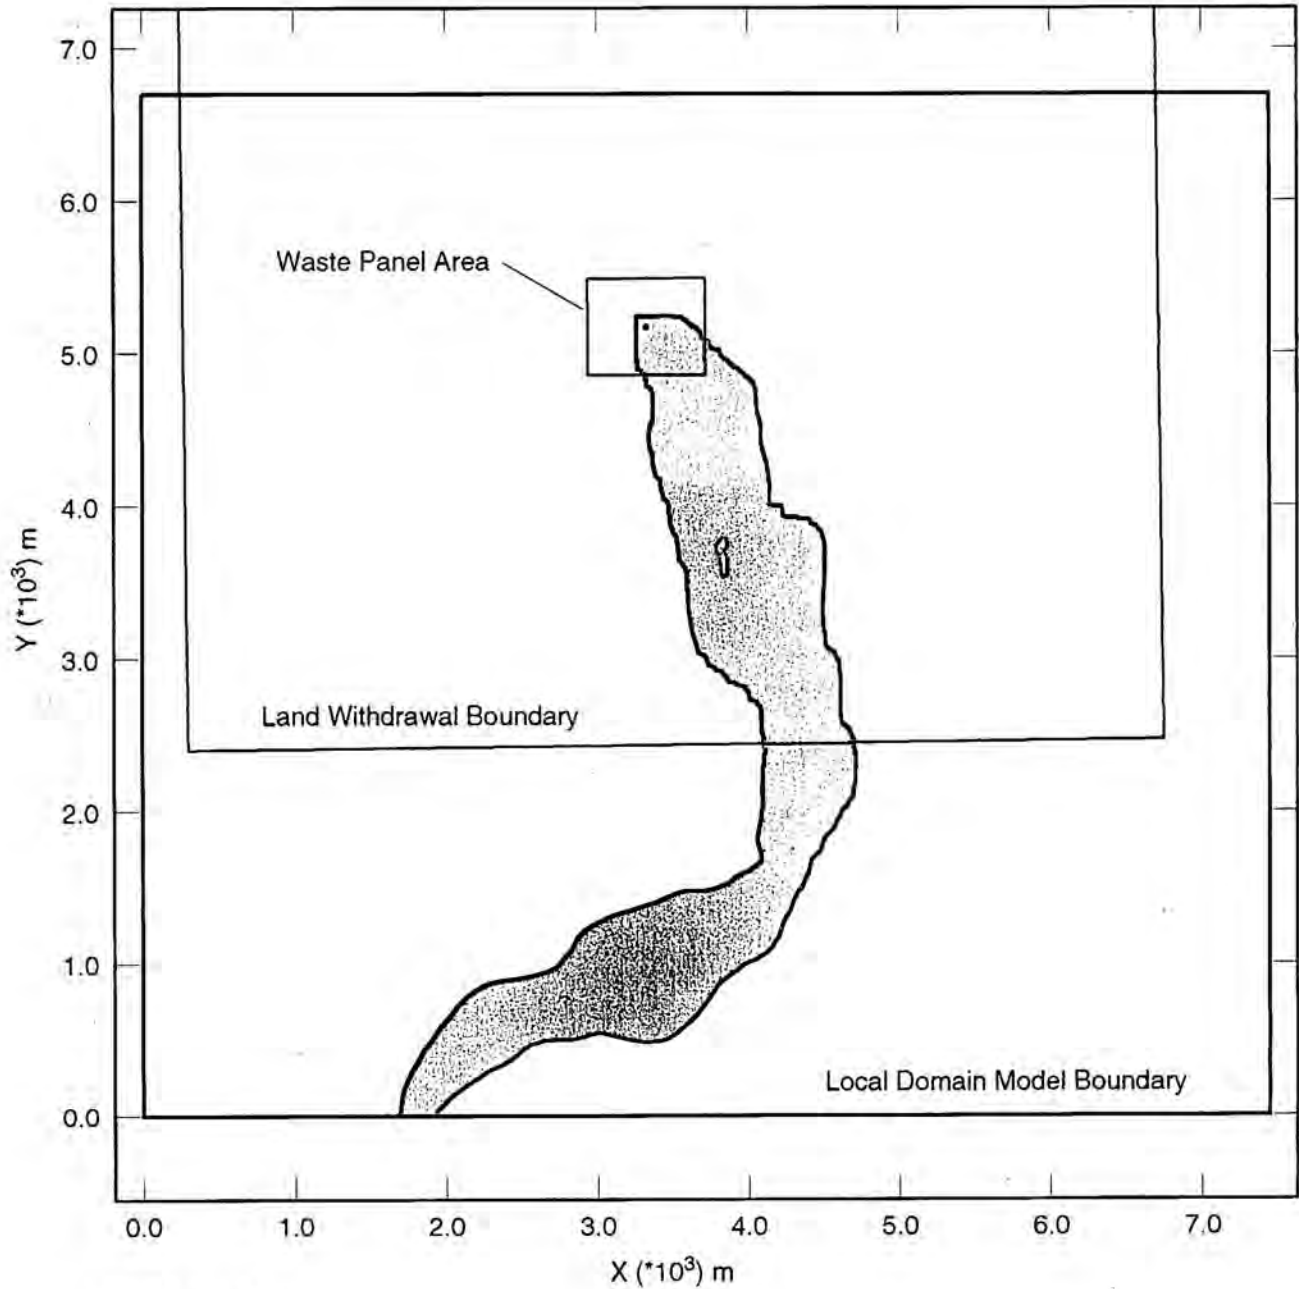 7.0
6.0
Waste Panel Area
5.0
4.0
Y (*10³) m
3.0
Land Withdrawal Boundary
2.0
1.0
Local Domain Model Boundary
0.0
0.0 1.0 2.0 3.0 4.0 5.0 6.0 7.0
X (*10³) m